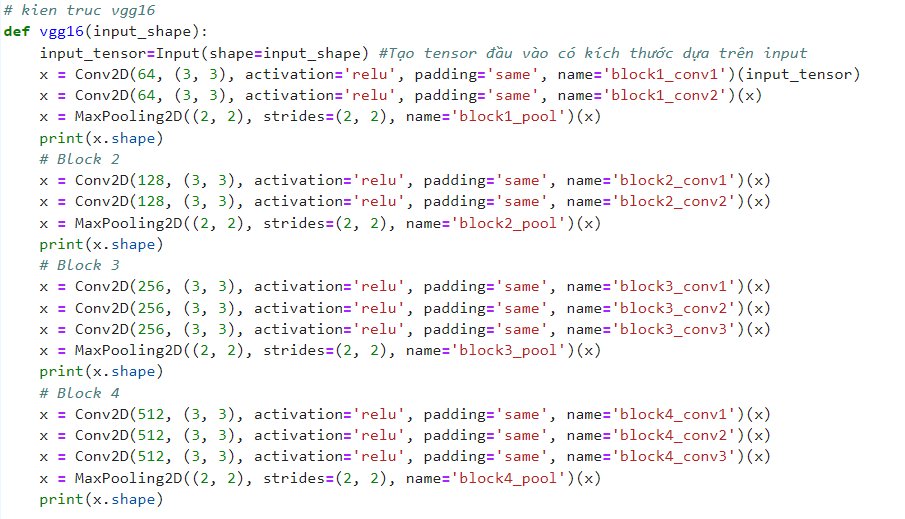 # kien truc vgg16
def vgg16(input_shape):
    input_tensor=Input(shape=input_shape) #Tạo tensor đầu vào có kích thước dựa trên input
    x = Conv2D(64, (3, 3), activation='relu', padding='same', name='block1_conv1')(input_tensor)
    x = Conv2D(64, (3, 3), activation='relu', padding='same', name='block1_conv2')(x)
    x = MaxPooling2D((2, 2), strides=(2, 2), name='block1_pool')(x)
    print(x.shape)
    # Block 2
    x = Conv2D(128, (3, 3), activation='relu', padding='same', name='block2_conv1')(x)
    x = Conv2D(128, (3, 3), activation='relu', padding='same', name='block2_conv2')(x)
    x = MaxPooling2D((2, 2), strides=(2, 2), name='block2_pool')(x)
    print(x.shape)
    # Block 3
    x = Conv2D(256, (3, 3), activation='relu', padding='same', name='block3_conv1')(x)
    x = Conv2D(256, (3, 3), activation='relu', padding='same', name='block3_conv2')(x)
    x = Conv2D(256, (3, 3), activation='relu', padding='same', name='block3_conv3')(x)
    x = MaxPooling2D((2, 2), strides=(2, 2), name='block3_pool')(x)
    print(x.shape)
    # Block 4
    x = Conv2D(512, (3, 3), activation='relu', padding='same', name='block4_conv1')(x)
    x = Conv2D(512, (3, 3), activation='relu', padding='same', name='block4_conv2')(x)
    x = Conv2D(512, (3, 3), activation='relu', padding='same', name='block4_conv3')(x)
    x = MaxPooling2D((2, 2), strides=(2, 2), name='block4_pool')(x)
    print(x.shape)